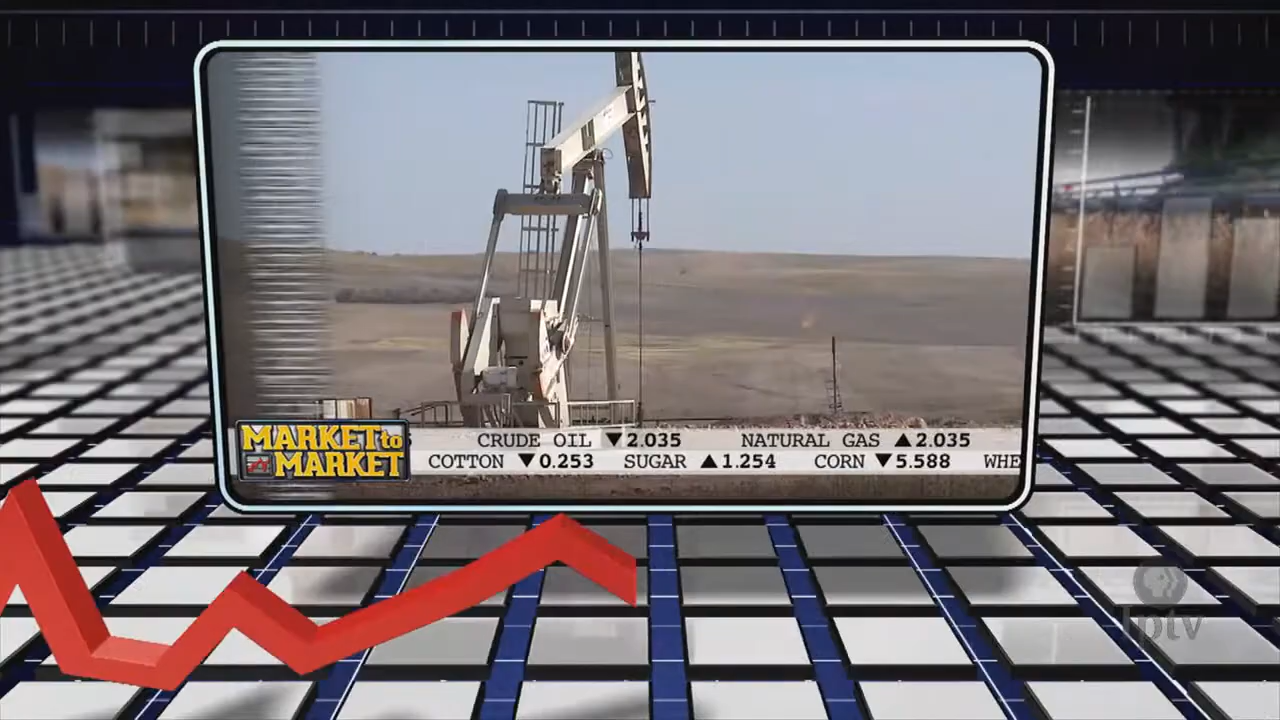 MARKET to
MARKET
CRUDE OIL ▼2.035 NATURAL GAS ▲2.035
COTTON ▼0.253 SUGAR ▲1.254 CORN ▼5.588 WHE
Iptv